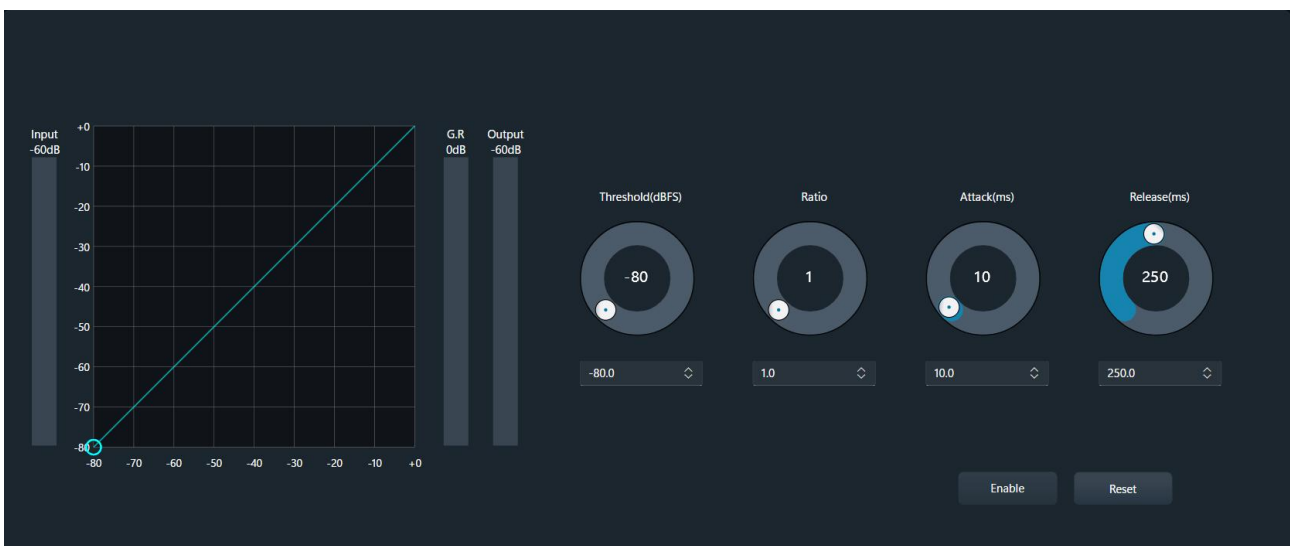 Input
-60dB
+0
-10
-20
-30
-40
-50
-60
-70
-80
-80 -70 -60 -50 -40 -30 -20 -10 +0
G.R
0dB
Output
-60dB
Threshold(dBFS)
-80
-80.0
Ratio
1
1.0
Attack(ms)
10
10.0
Release(ms)
250
250.0
Enable
Reset